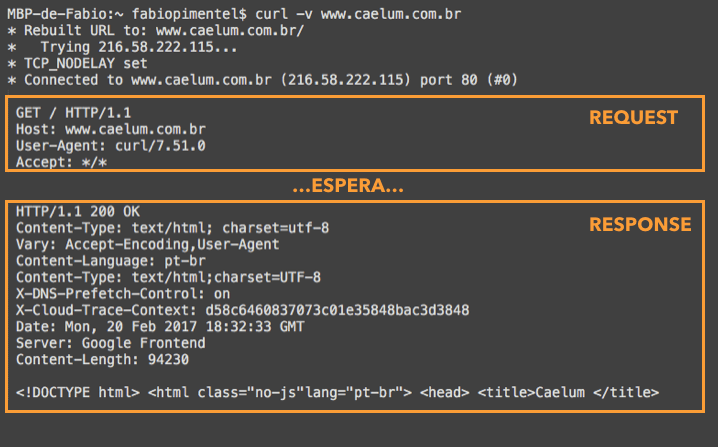 MBP-de-Fabio:~ fabiopimentel$ curl -v www.caelum.com.br
* Rebuilt URL to: www.caelum.com.br/
*   Trying 216.58.222.115...
* TCP_NODELAY set
* Connected to www.caelum.com.br (216.58.222.115) port 80 (#0)
GET / HTTP/1.1
REQUEST
Host: www.caelum.com.br
User-Agent: curl/7.51.0
Accept: */*
...ESPERA...
HTTP/1.1 200 OK
RESPONSE
Content-Type: text/html; charset=utf-8
Vary: Accept-Encoding,User-Agent
Content-Language: pt-br
Content-Type: text/html;charset=UTF-8
X-DNS-Prefetch-Control: on
X-Cloud-Trace-Context: d58c6460837073c01e35848bac3d3848
Date: Mon, 20 Feb 2017 18:32:33 GMT
Server: Google Frontend
Content-Length: 94230
<!DOCTYPE html> <html class="no-js"lang="pt-br"> <head> <title>Caelum </title>